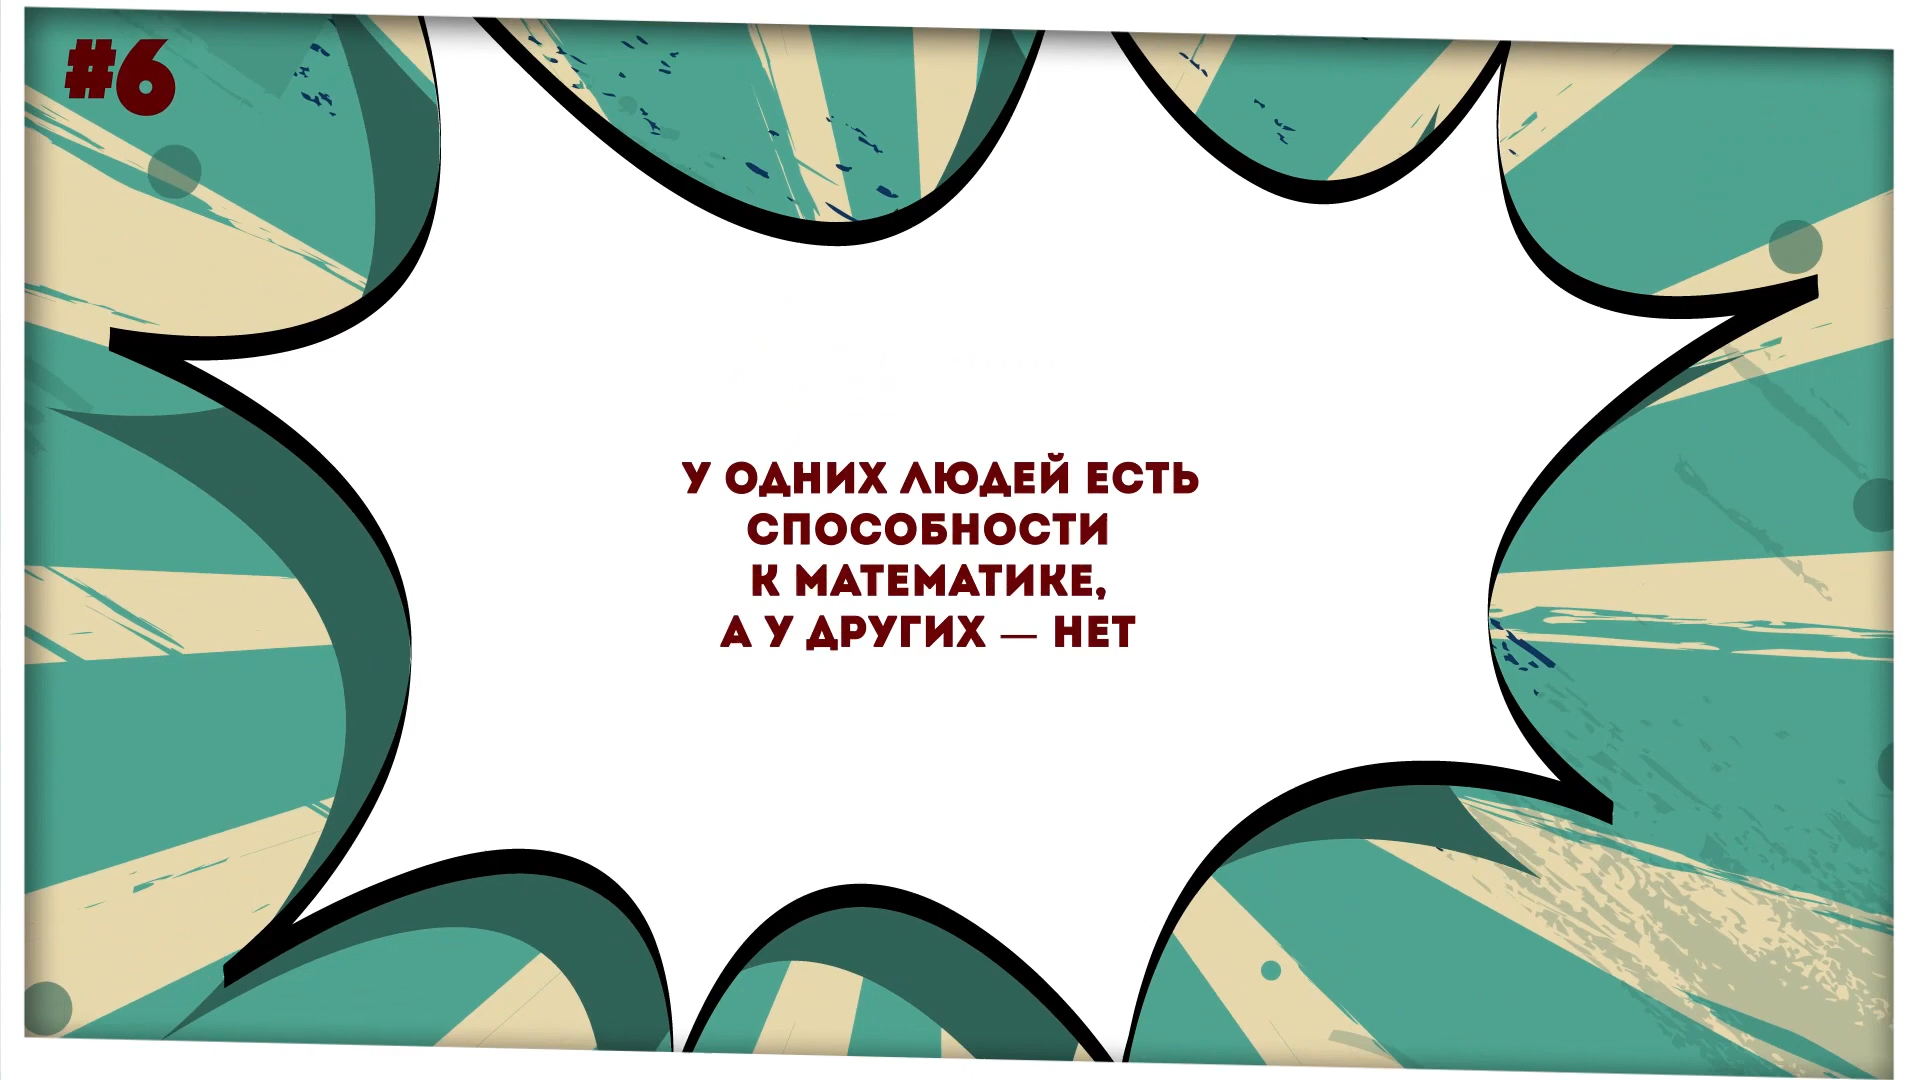 #6
У ОДНИХ ЛЮДЕЙ ЕСТЬ
СПОСОБНОСТИ
К МАТЕМАТИКЕ,
А У ДРУГИХ — НЕТ